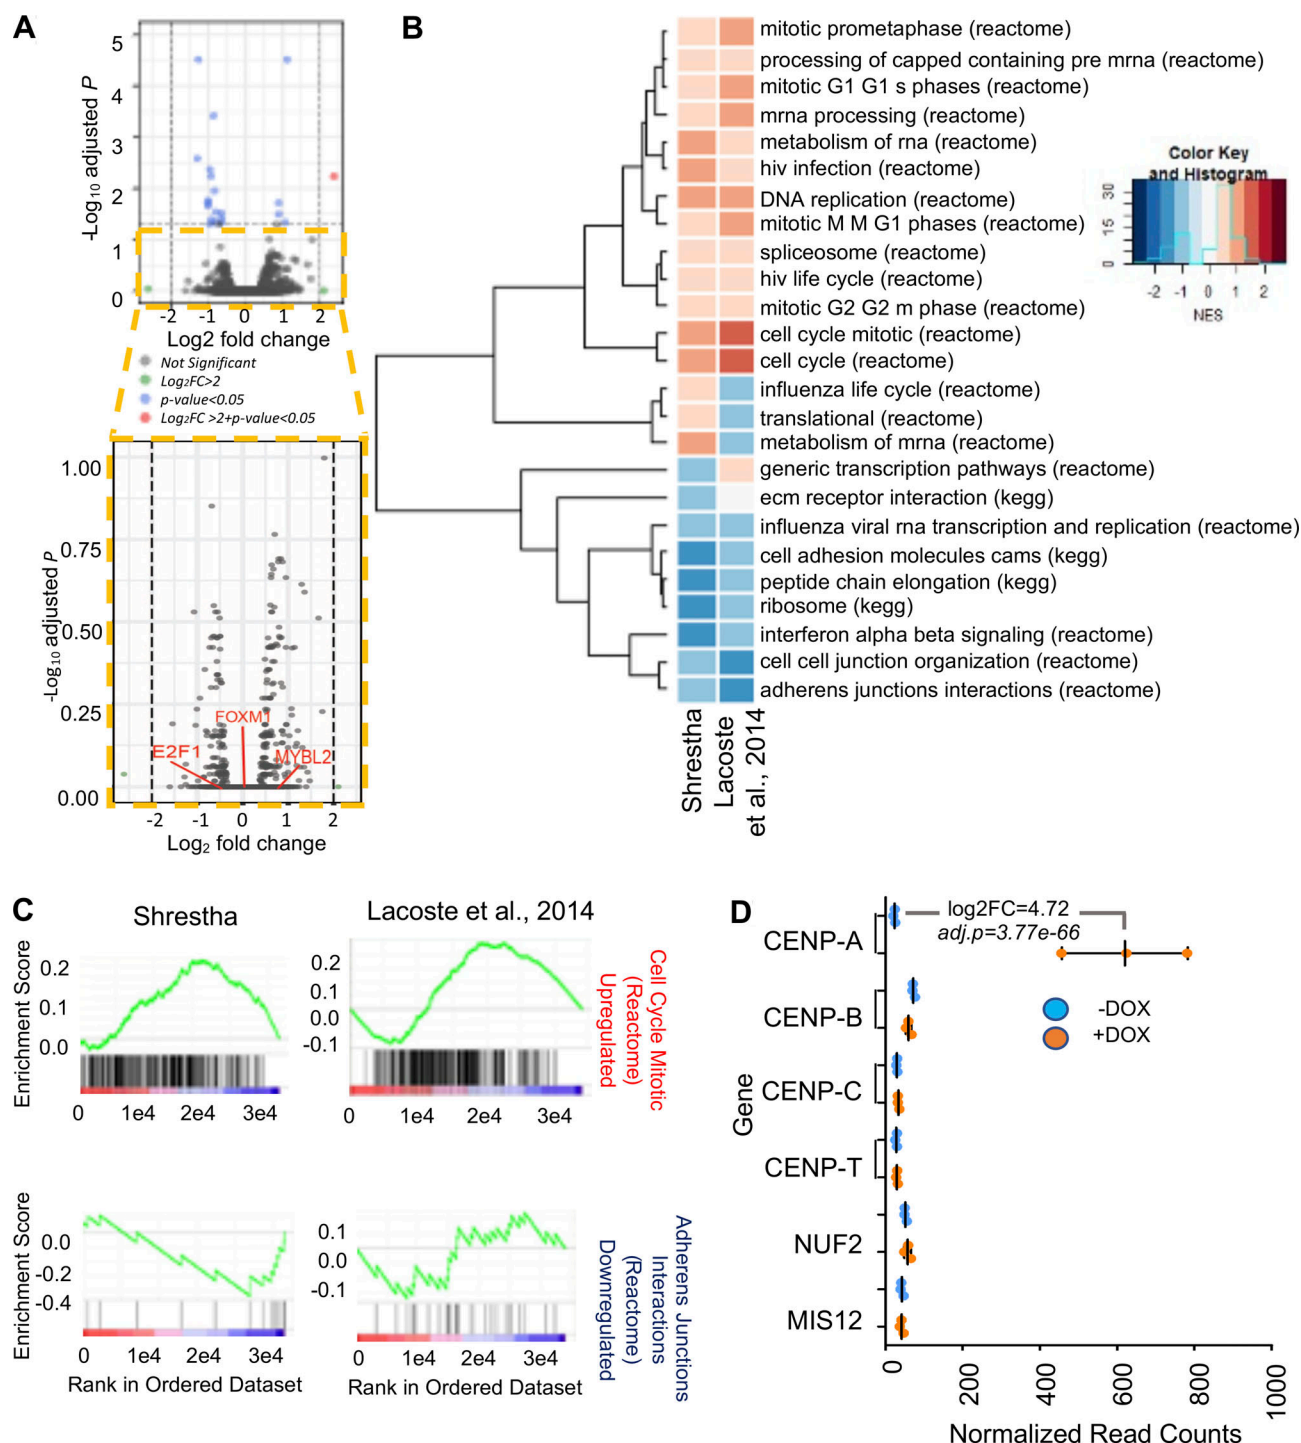 A
5
4
3
2
1
0
-Log10 adjusted P
-2 -1 0 1 2
Log2 fold change
Not Significant
Log2FC>2
p-value<0.05
Log2FC >2+p-value<0.05
1.00
0.75
0.50
0.25
0.00
-Log10 adjusted P
FOXM1
E2F1
MYBL2
-2 -1 0 1 2
Log2 fold change
B
mitotic prometaphase (reactome)
processing of capped containing pre mrna (reactome)
mitotic G1 G1 s phases (reactome)
mrna processing (reactome)
metabolism of rna (reactome)
hiv infection (reactome)
DNA replication (reactome)
mitotic M M G1 phases (reactome)
spliceosome (reactome)
hiv life cycle (reactome)
mitotic G2 G2 m phase (reactome)
cell cycle mitotic (reactome)
cell cycle (reactome)
influenza life cycle (reactome)
translational (reactome)
metabolism of mrna (reactome)
generic transcription pathways (reactome)
ecm receptor interaction (kegg)
influenza viral rna transcription and replication (reactome)
cell adhesion molecules cams (kegg)
peptide chain elongation (kegg)
ribosome (kegg)
interferon alpha beta signaling (reactome)
cell cell junction organization (reactome)
adherens junctions interactions (reactome)
Shrestha
Lacoste
et al., 2014
Color Key
and Histogram
30
15
0
-2 -1 0 1 2
NES
C
Shrestha
Lacoste et al., 2014
Enrichment Score
0.2
0.1
0.0
0 1e4 2e4 3e4
0.2
0.1
0.0
-0.1
0 1e4 2e4 3e4
Cell Cycle Mitotic
(Reactome)
Upregulated
Enrichment Score
0.0
-0.2
-0.4
0 1e4 2e4 3e4
Rank in Ordered Dataset
0.1
0.0
-0.1
0 1e4 2e4 3e4
Rank in Ordered Dataset
Adherens Junctions
Interactions
(Reactome)
Downregulated
D
log2FC=4.72
adj.p=3.77e-66
CENP-A
CENP-B
CENP-C
CENP-T
NUF2
MIS12
Gene
-DOX
+DOX
0 200 400 600 800 1000
Normalized Read Counts